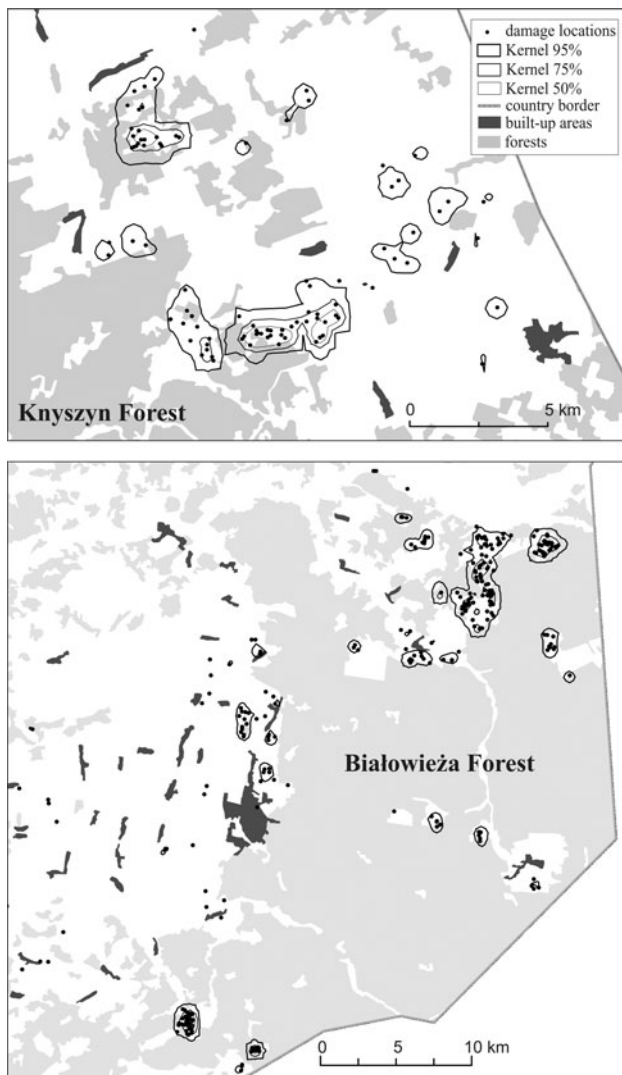 damage locations
Kernel 95%
Kernel 75%
Kernel 50%
country border
built-up areas
forests
Knyszyn Forest
0 5 km
Białowieża Forest
0 5 10 km